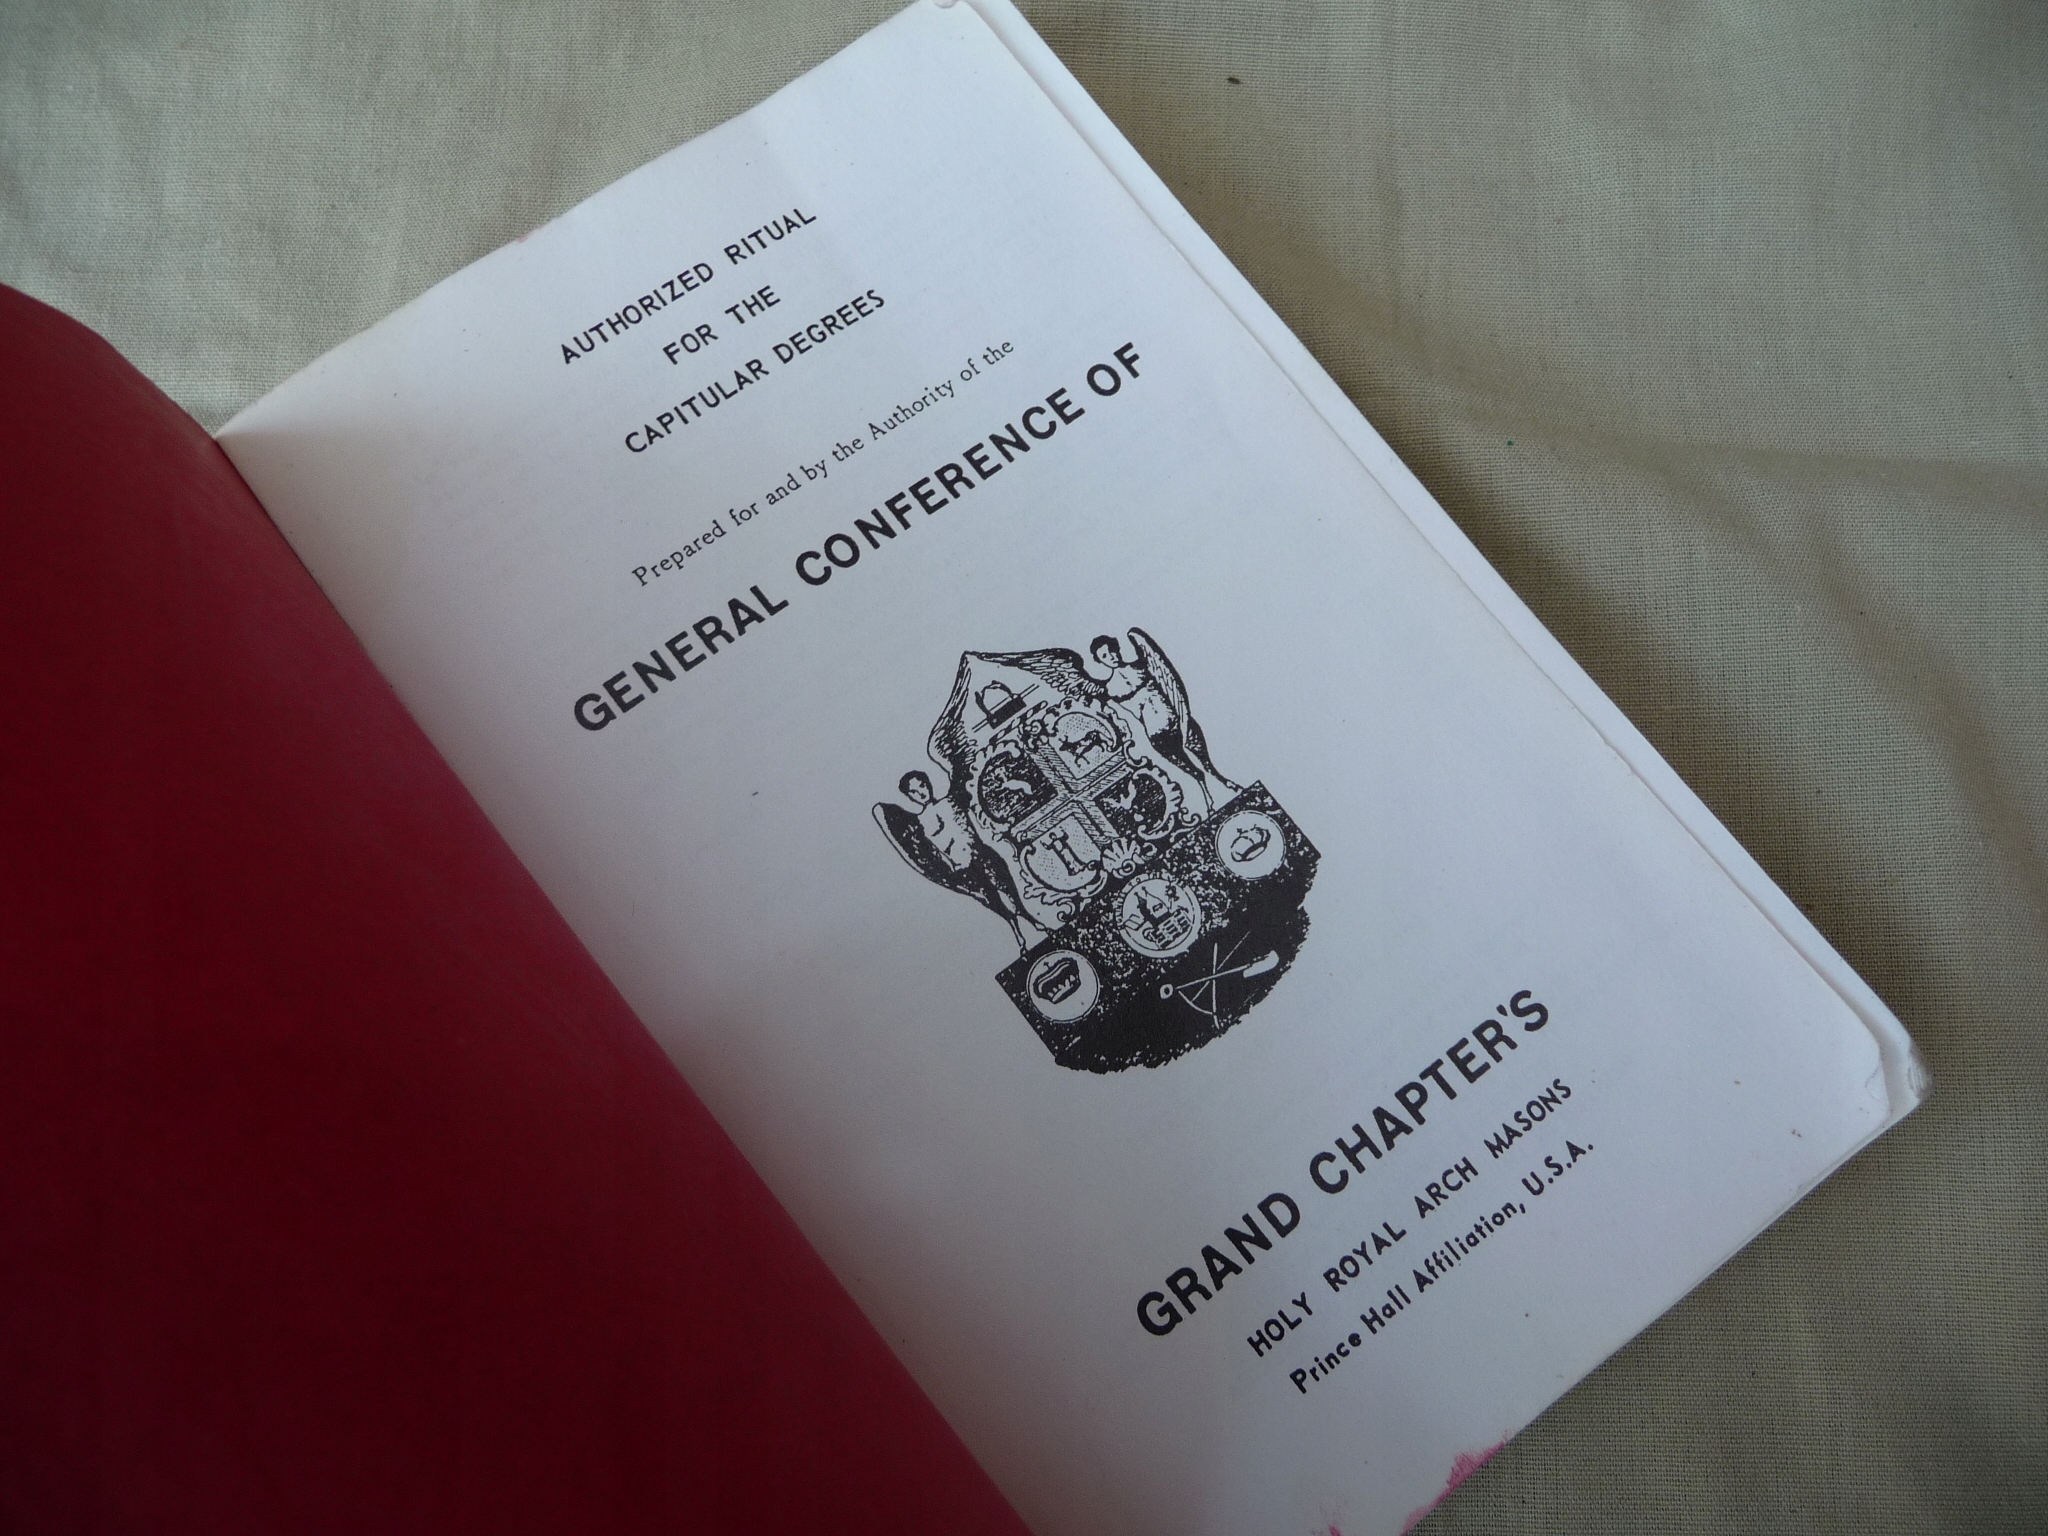 AUTHORIZED RITUAL
FOR THE
CAPITULAR DEGREES
Prepared for and by the Authority of the
GENERAL CONFERENCE OF
GRAND CHAPTER'S
HOLY ROYAL ARCH MASONS
Prince Hall Affiliation, U.S.A.